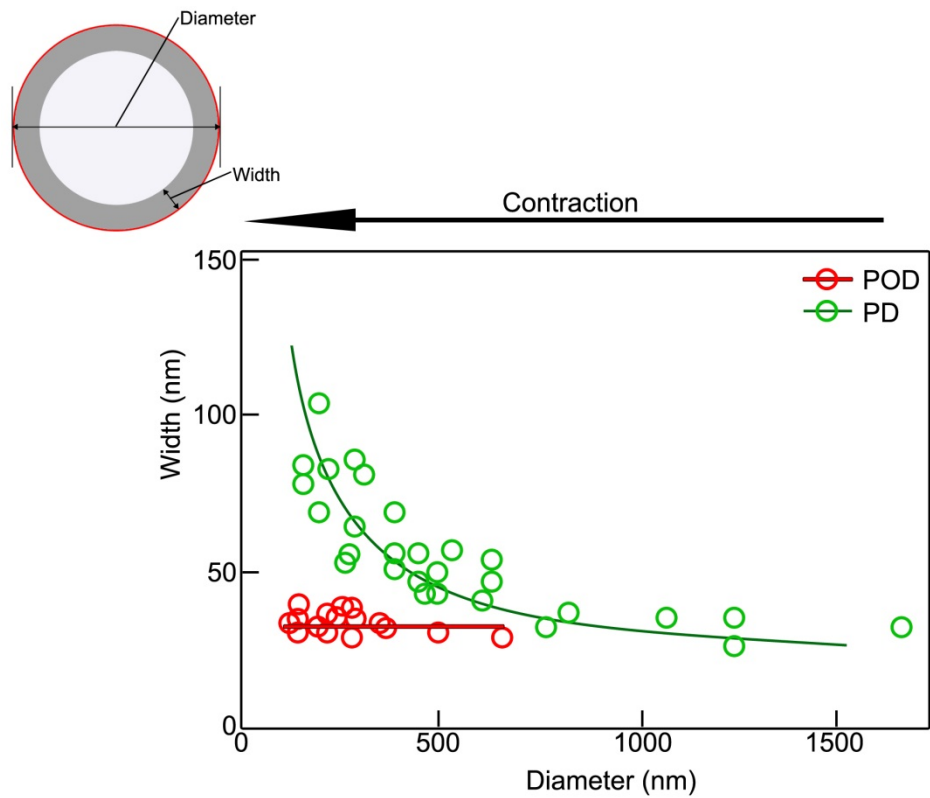 Diameter
Width
Contraction
150
100
50
0
Width (nm)
POD
PD
0
500
1000
1500
Diameter (nm)